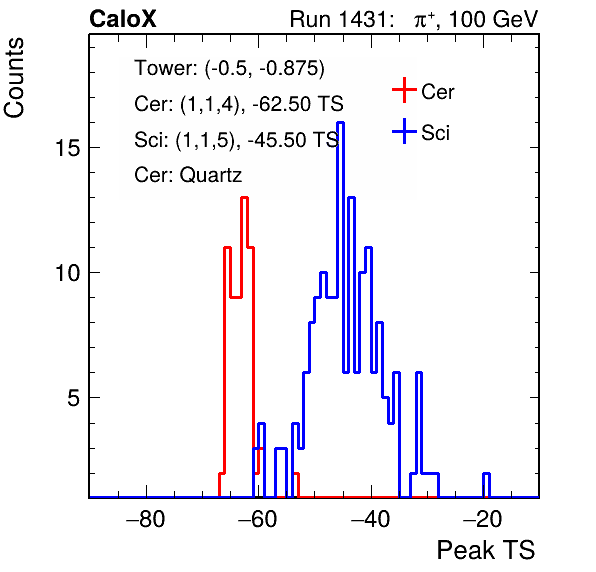 CaloX Run 1431: π⁺, 100 GeV
Counts
Tower: (-0.5, -0.875)
Cer: (1,1,4), -62.50 TS
Sci: (1,1,5), -45.50 TS
Cer: Quartz
Cer
Sci
15
10
5
−80 −60 −40 −20
Peak TS